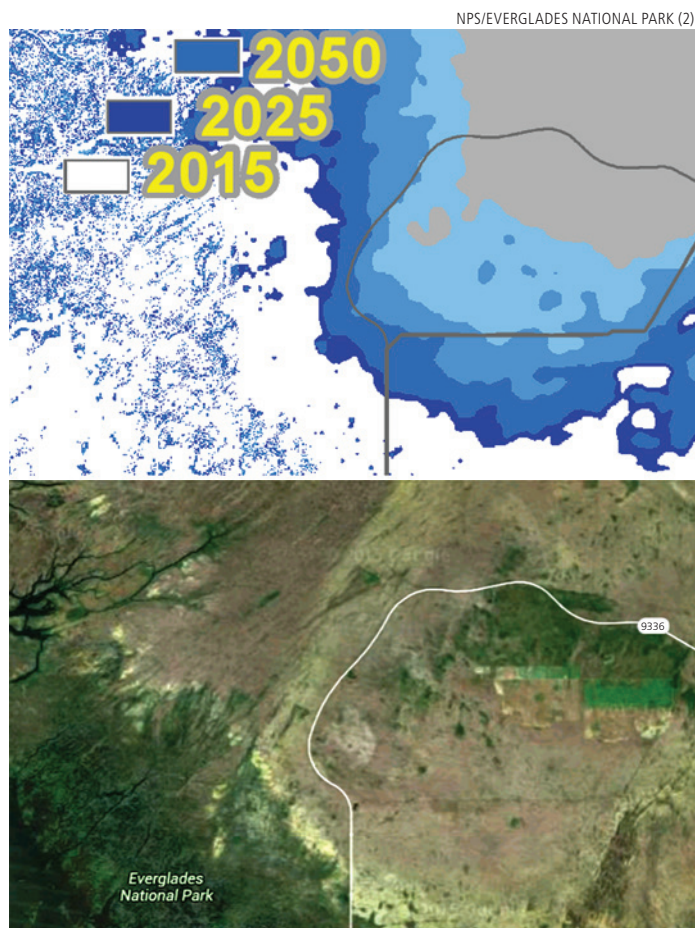 NPS/EVERGLADES NATIONAL PARK (2)
2050
2025
2015
9336
Everglades
National Park